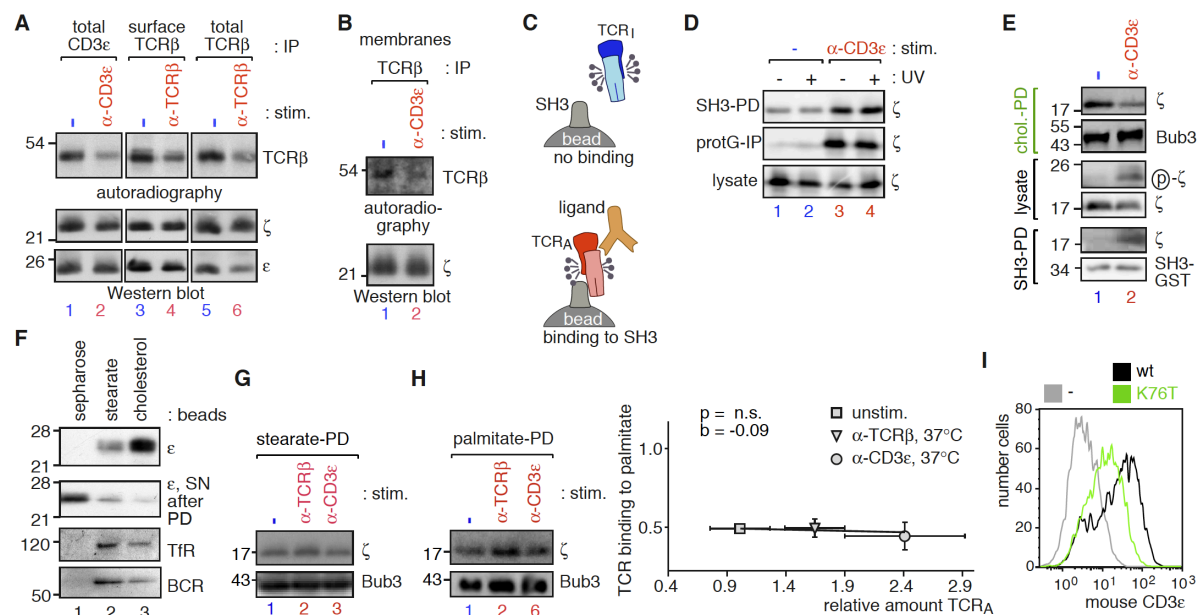 A
total
CD3ε
surface
TCRβ
total
TCRβ
: IP
-
α-CD3ε
-
α-TCRβ
-
α-TCRβ
: stim.
54
TCRβ
autoradiography
21
ζ
26
ε
Western blot
1 2 3 4 5 6
B
membranes
TCRβ : IP
-
α-CD3ε
: stim.
54
TCRβ
autoradio-
graphy
21
ζ
Western blot
1 2
C
TCRI
SH3
bead
no binding
ligand
TCRA
bead
binding to SH3
D
- α-CD3ε : stim.
- + - + : UV
SH3-PD ζ
protG-IP ζ
lysate ζ
1 2 3 4
E
-
α-CD3ε
chol.-PD
17 ζ
55
43
Bub3
lysate
26
p-ζ
17 ζ
SH3-PD
17 ζ
34
SH3-
GST
1 2
F
sepharose
stearate
cholesterol
: beads
28
21
ε
28
21
ε, SN
after
PD
120 TfR
50 BCR
1 2 3
G
stearate-PD
-
α-TCRβ
α-CD3ε
: stim.
17 ζ
43 Bub3
1 2 3
H
palmitate-PD
-
α-TCRβ
α-CD3ε
: stim.
17 ζ
43 Bub3
1 2 6
TCR binding to palmitate
1.0
0.5
p = n.s.
b = -0.09
unstim.
α-TCRβ, 37°C
α-CD3ε, 37°C
0.4 0.9 1.4 1.9 2.4 2.9
relative amount TCRA
I
-
wt
K76T
number cells
80
60
40
20
0
10⁰ 10¹ 10² 10³
mouse CD3ε